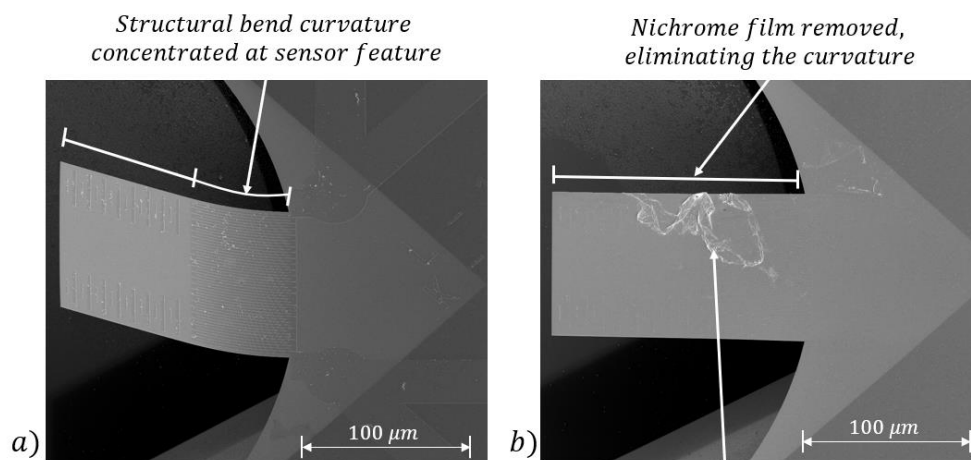 Structural bend curvature
concentrated at sensor feature
Nichrome film removed,
eliminating the curvature
a)
100 μm
b)
100 μm